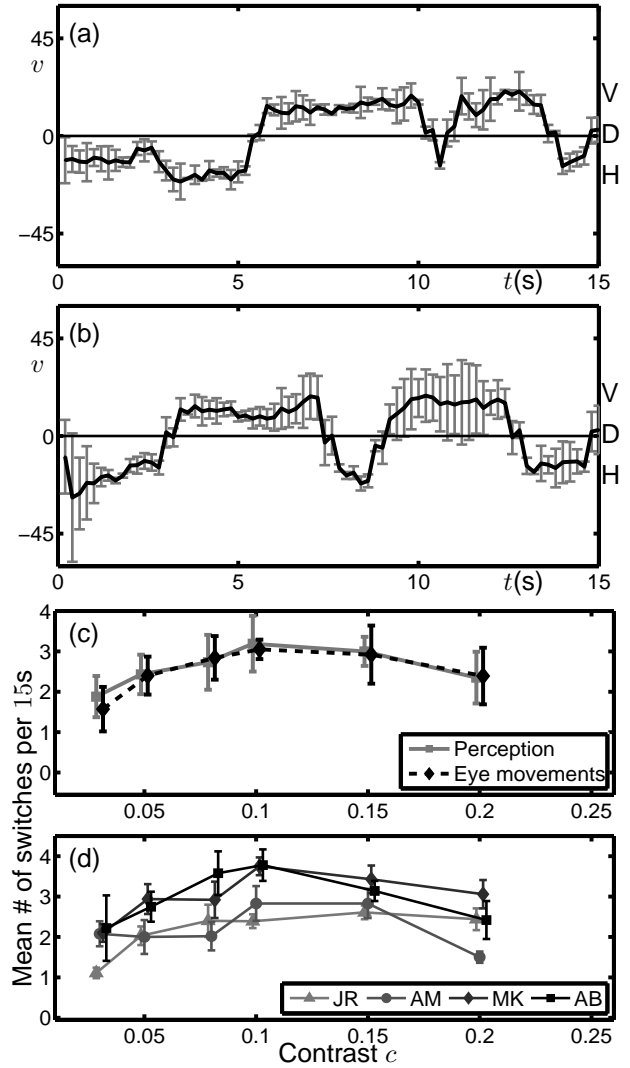 (a)
45
v
0
−45
V
D
H
0
5
10
15
t(s)
(b)
45
v
0
−45
V
D
H
0
5
10
15
t(s)
Mean # of switches per 15s
(c)
4
3
2
1
0
Perception
Eye movements
0.05
0.1
0.15
0.2
0.25
(d)
4
3
2
1
0
JR
AM
MK
AB
0.05
0.1
0.15
0.2
0.25
Contrast c